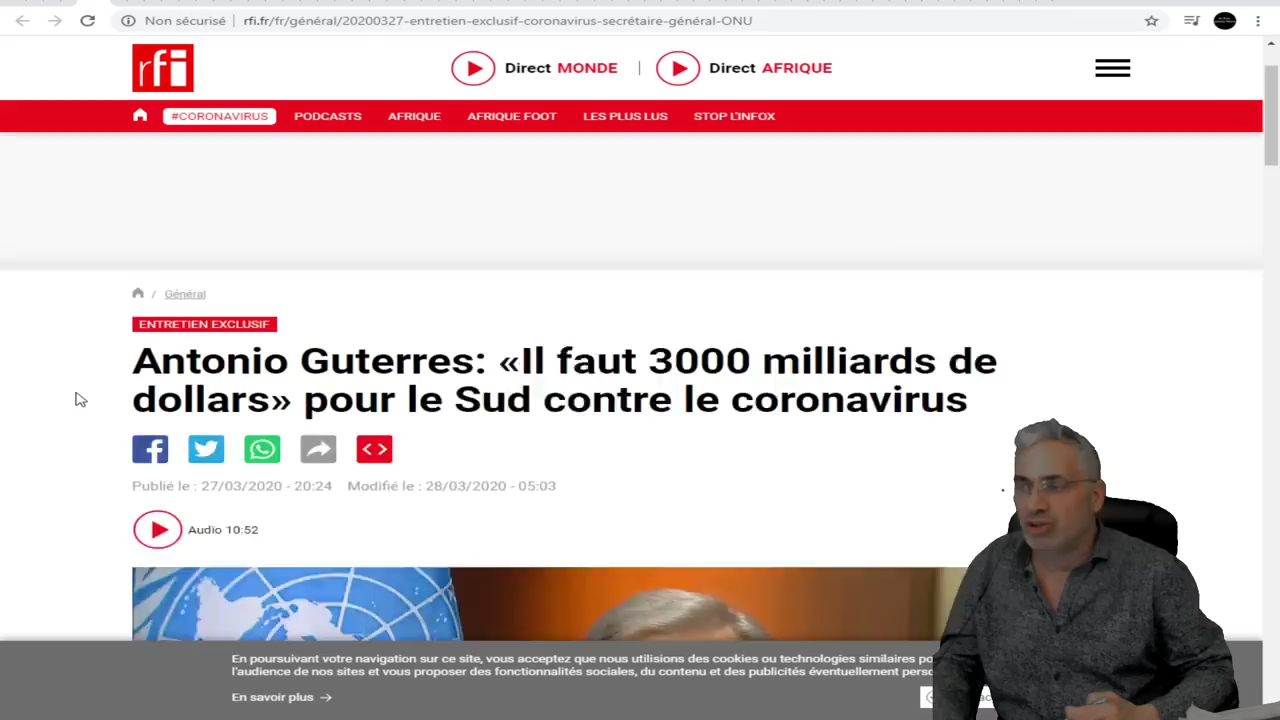 Non sécurisé
rfi.fr/fr/général/20200327-entretien-exclusif-coronavirus-secrétaire-général-ONU
rfi
Direct MONDE
Direct AFRIQUE
#CORONAVIRUS
PODCASTS
AFRIQUE
AFRIQUE FOOT
LES PLUS LUS
STOP L'INFOX
/ Général
ENTRETIEN EXCLUSIF
Antonio Guterres: «Il faut 3000 milliards de
dollars» pour le Sud contre le coronavirus
Publié le : 27/03/2020 - 20:24 Modifié le : 28/03/2020 - 05:03
Audio 10:52
En poursuivant votre navigation sur ce site, vous acceptez que nous utilisions des cookies ou technologies similaires
l'audience de nos sites et vous proposer des fonctionnalités sociales, du contenu et des publicités éventuellement
En savoir plus →